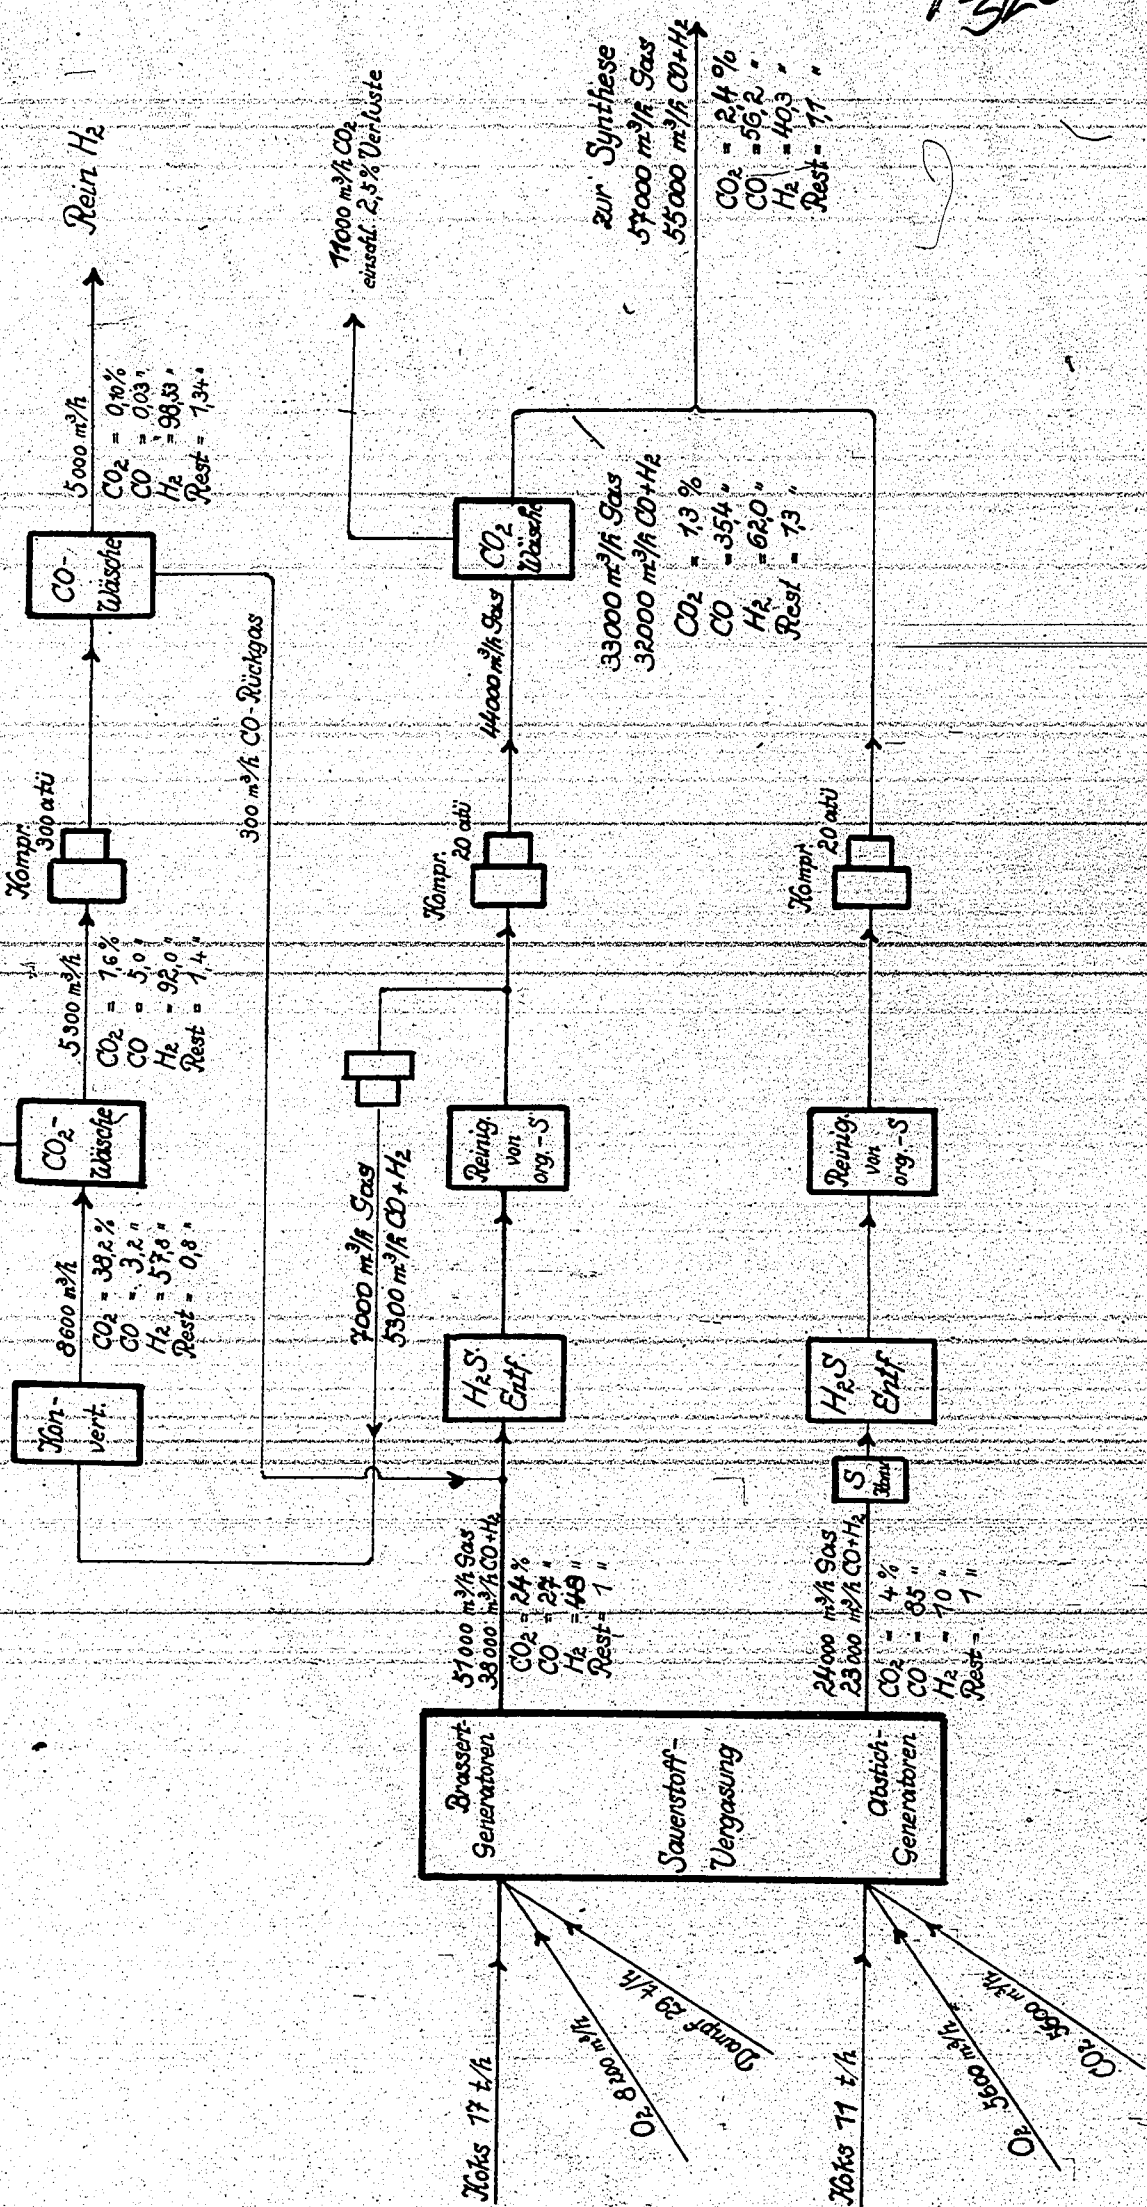 Koks 17 t/h
O₂ 8200 m³/h
Dampf 29 t/h
Koks 11 t/h
O₂ 5600 m³/h
CO₂ 5600 m³/h
Brassert-
Generatoren
Sauerstoff-
Vergasung
Abstich-
Generatoren
51000 m³/h Gas
38000 m³/h CO+H₂
CO₂ = 24 %
CO = 27 "
H₂ = 48 "
Rest = 1 "
24000 m³/h Gas
23000 m³/h CO+H₂
CO₂ = 4 %
CO = 85 "
H₂ = 10 "
Rest = 1 "
S
Konv
H₂S
Entf.
H₂S
Entf.
Reinig.
von
org.-S
Reinig.
von
org.-S
7000 m³/h Gas
5300 m³/h CO+H₂
Kon-
vert.
8600 m³/h
CO₂ = 38,2 %
CO = 3,2 "
H₂ = 57,8 "
Rest = 0,8 "
CO₂-
Wäsche
5300 m³/h
CO₂ = 1,6 %
CO = 5,0 "
H₂ = 92,0 "
Rest = 1,4 "
Kompr.
300 atü
300 m³/h CO-Rückgas
CO-
Wäsche
5000 m³/h
CO₂ = 0,10 %
CO = 0,03 "
H₂ = 98,53 "
Rest = 1,34 "
Rein H₂
Kompr.
20 atü
44000 m³/h Gas
CO₂
Wäsche
11000 m³/h CO₂
einschl. 2,5 % Verluste
33000 m³/h Gas
32000 m³/h CO+H₂
CO₂ = 1,3 %
CO = 35,4 "
H₂ = 62,0 "
Rest = 1,3 "
Kompr.
20 atü
zur Synthese
57000 m³/h Gas
55000 m³/h CO+H₂
CO₂ = 2,4 %
CO = 56,2 "
H₂ = 40,3 "
Rest = 1,1 "